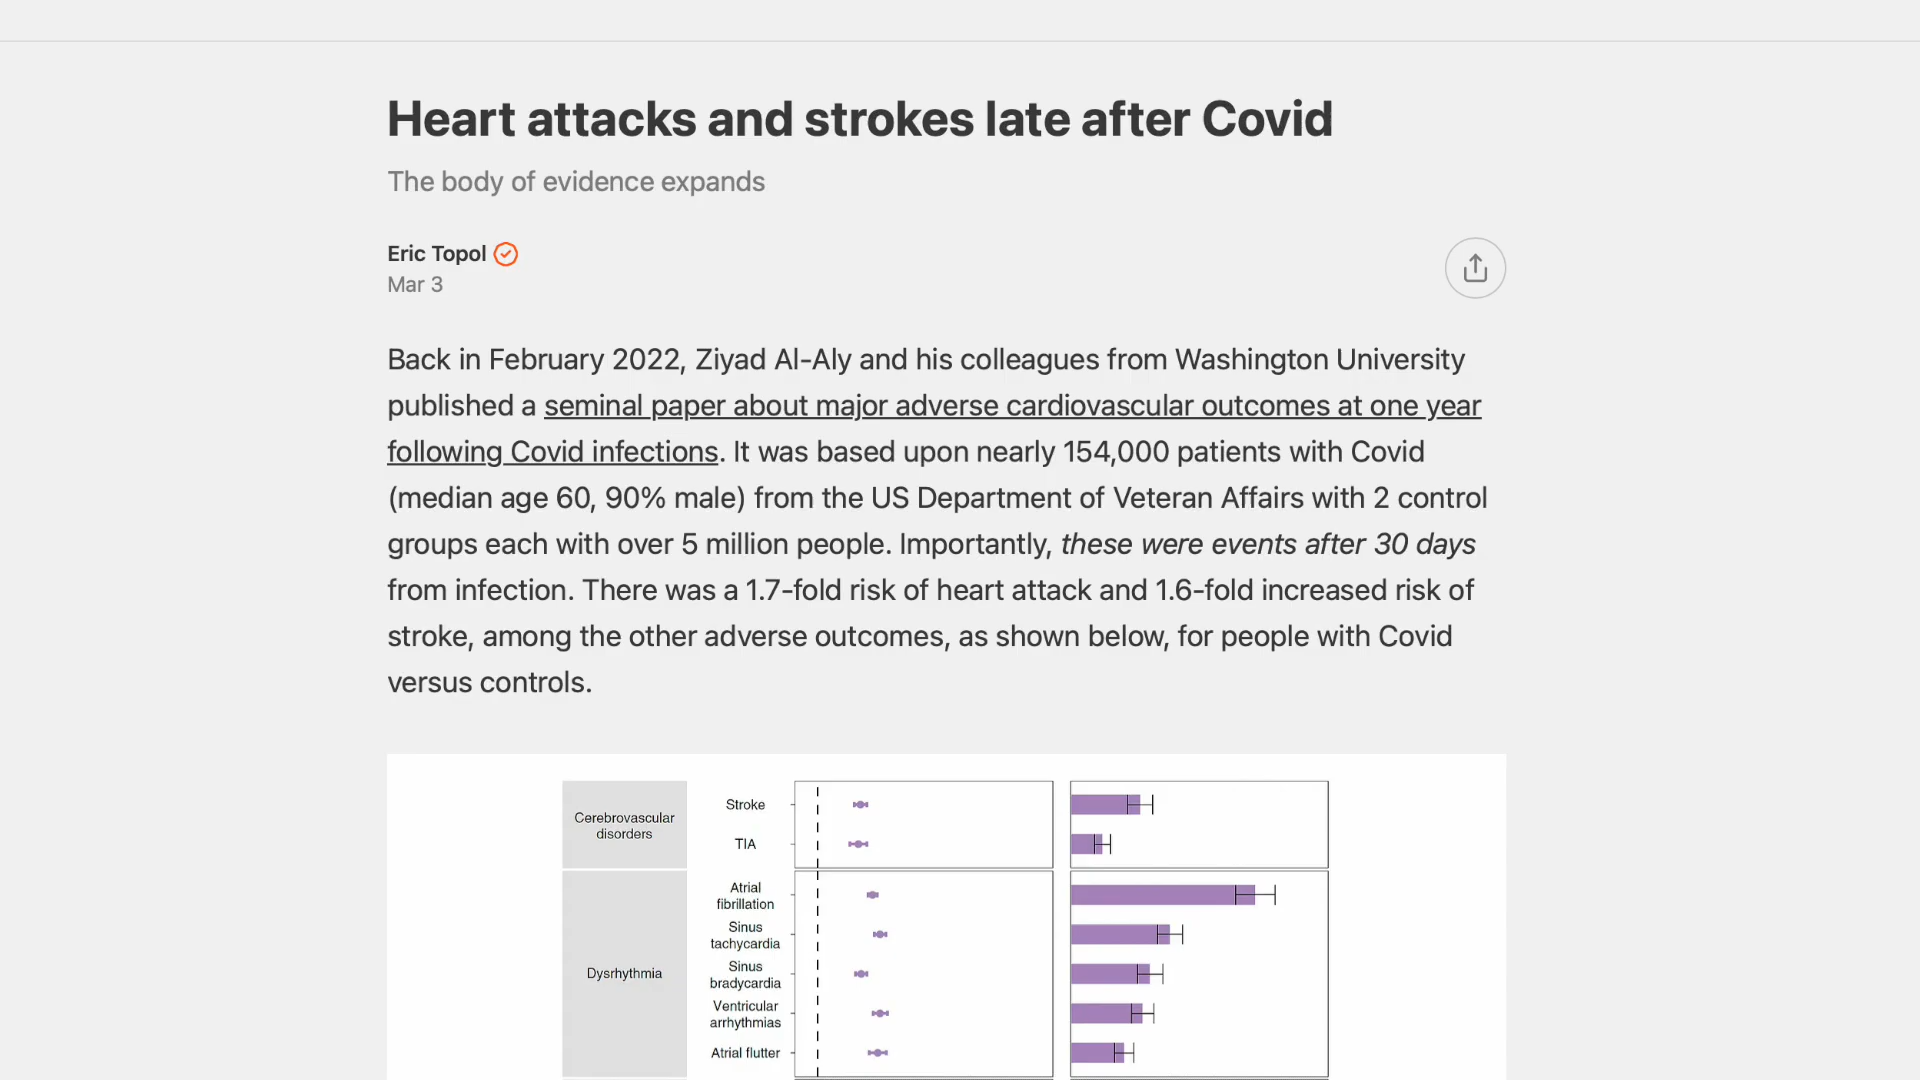 Heart attacks and strokes late after Covid
The body of evidence expands
Eric Topol
Mar 3
Back in February 2022, Ziyad Al-Aly and his colleagues from Washington University
published a seminal paper about major adverse cardiovascular outcomes at one year
following Covid infections. It was based upon nearly 154,000 patients with Covid
(median age 60, 90% male) from the US Department of Veteran Affairs with 2 control
groups each with over 5 million people. Importantly, these were events after 30 days
from infection. There was a 1.7-fold risk of heart attack and 1.6-fold increased risk of
stroke, among the other adverse outcomes, as shown below, for people with Covid
versus controls.
Cerebrovascular
disorders
Stroke
TIA
Dysrhythmia
Atrial
fibrillation
Sinus
tachycardia
Sinus
bradycardia
Ventricular
arrhythmias
Atrial flutter